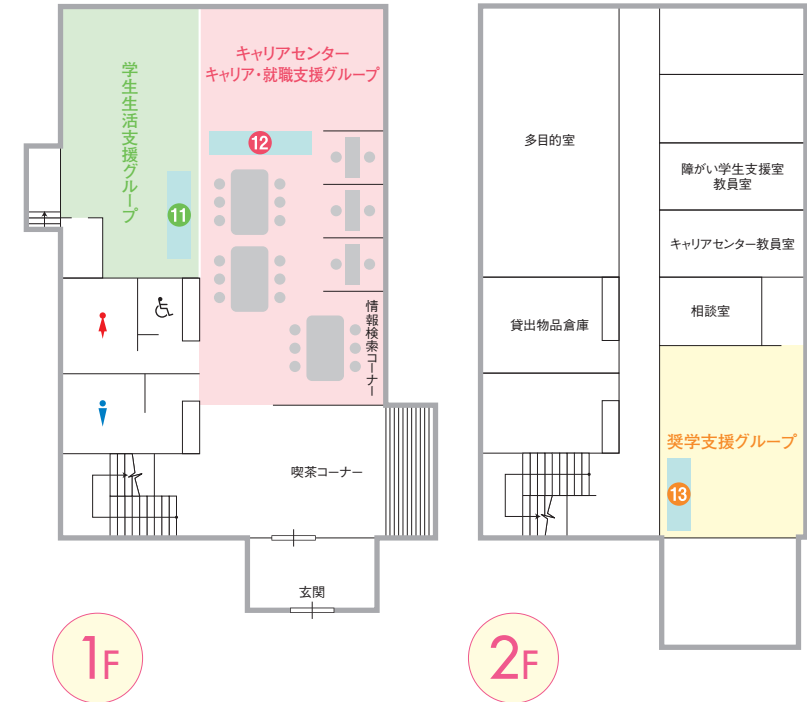 学生生活支援グループ
キャリアセンター
キャリア・就職支援グループ
12
11
情報検索コーナー
喫茶コーナー
玄関
1F
多目的室
障がい学生支援室
教員室
キャリアセンター教員室
相談室
貸出物品倉庫
奨学支援グループ
13
2F